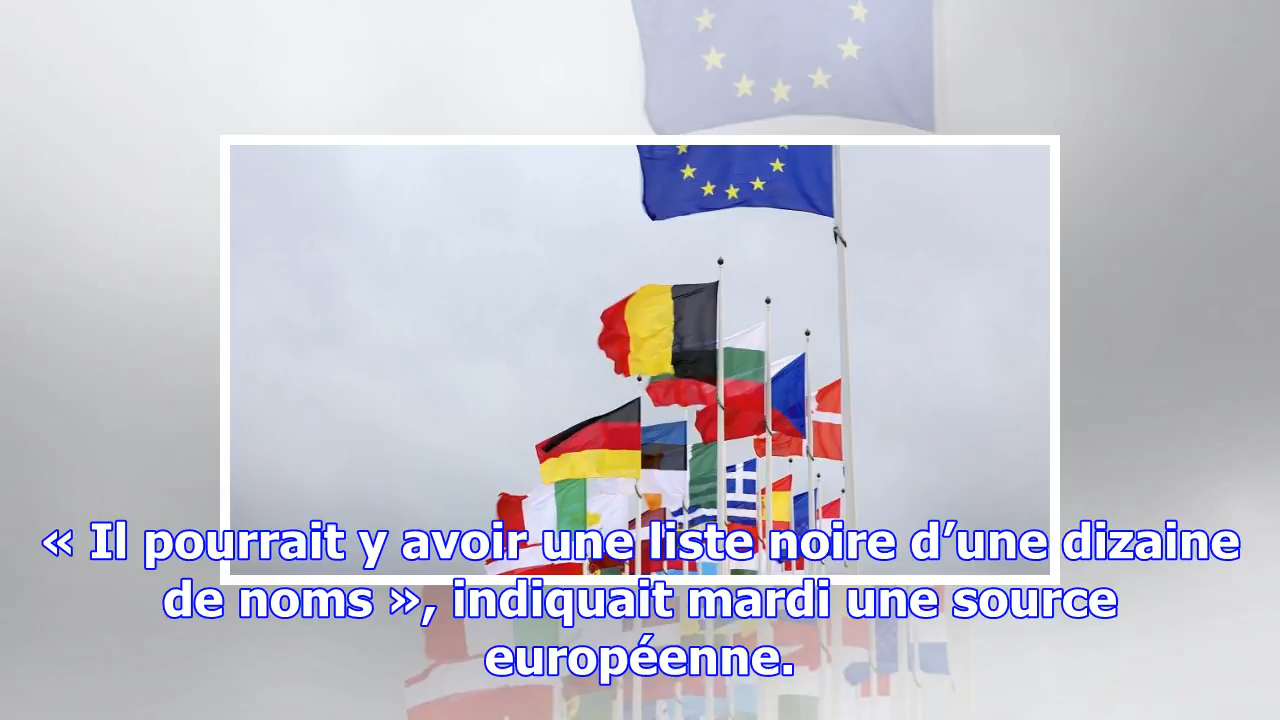 « Il pourrait y avoir une liste noire d’une dizaine
de noms », indiquait mardi une source
européenne.